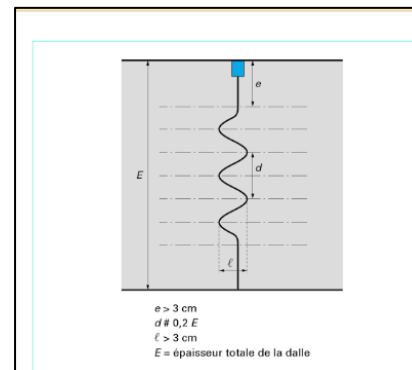 e
E
d
ℓ
e > 3 cm
d # 0,2 E
ℓ > 3 cm
E = épaisseur totale de la dalle